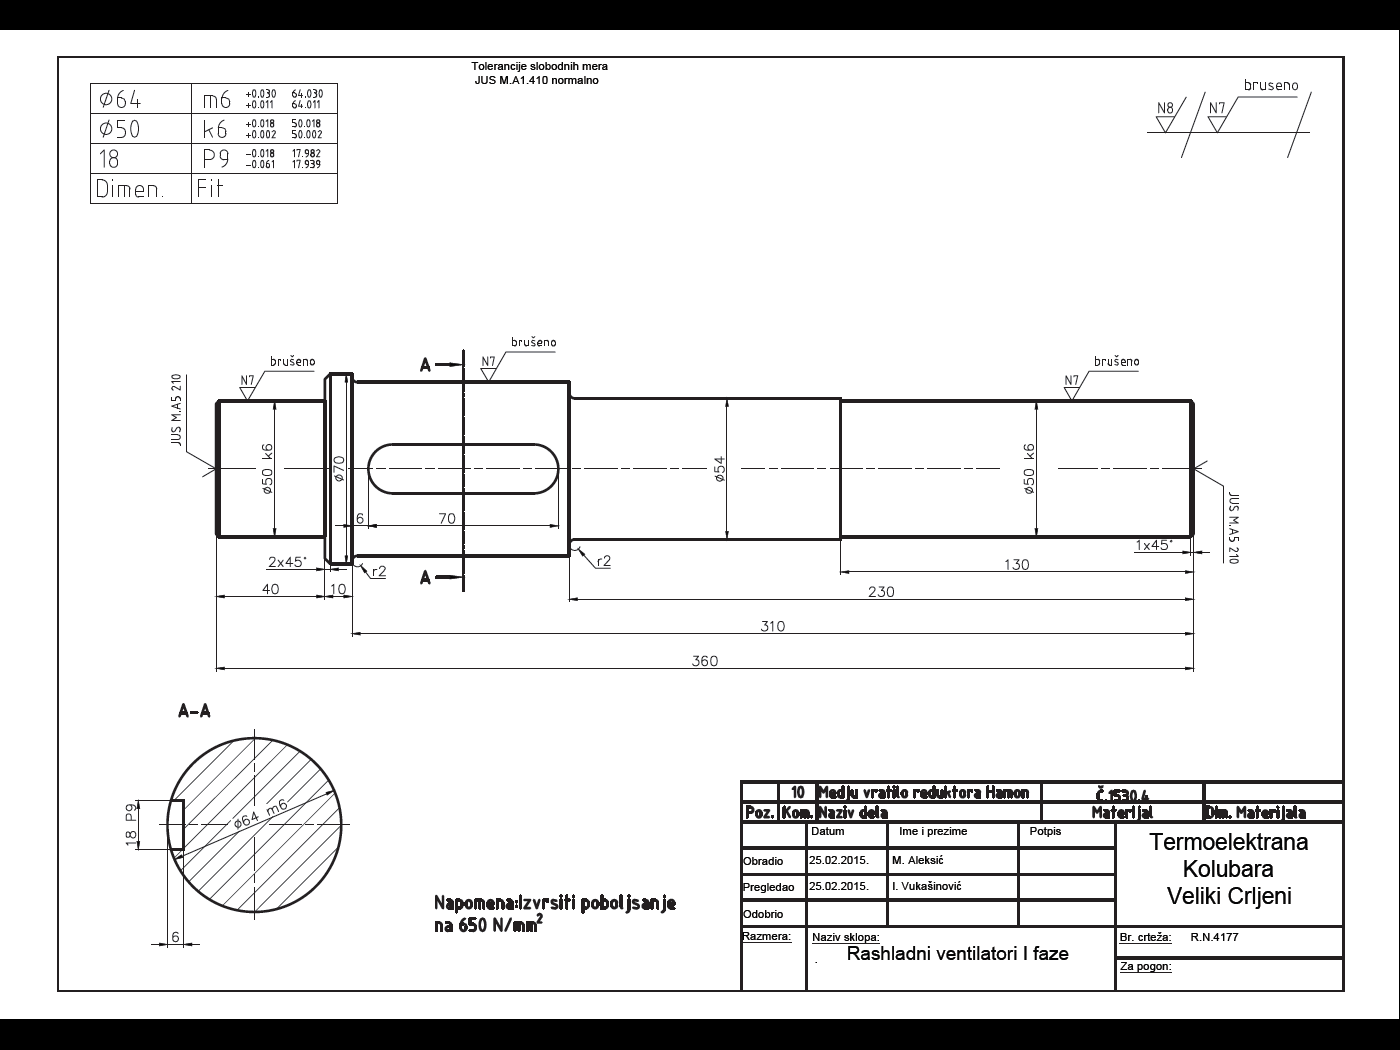 Tolerancije slobodnih mera
JUS M.A1.410 normalno
Ø64 m6 +0.030 64.030
+0.011 64.011
Ø50 k6 +0.018 50.018
+0.002 50.002
18 P9 -0.018 17.982
-0.061 17.939
Dimen. Fit
bruseno
N8 N7
brušeno
N7
A
brušeno
N7
brušeno
N7
JUS M.A5 210
Ø50 k6
Ø70
Ø54
Ø50 k6
JUS M.A5 210
6
70
2x45°
r2
A
r2
1x45°
40
10
130
230
310
360
A-A
18 P9
Ø64 m6
6
Napomena:Izvrsiti poboljsanje
na 650 N/mm²
10 Medju vratilo reduktora Hamon Č.1530.4
Poz. Kom. Naziv dela Materijal Dim. Materijala
Datum Ime i prezime Potpis
Obradio 25.02.2015. M. Aleksić
Pregledao 25.02.2015. I. Vukašinović
Odobrio
Termoelektrana
Kolubara
Veliki Crljeni
Razmera: Naziv sklopa:
Rashladni ventilatori I faze
Br. crteža: R.N.4177
Za pogon: